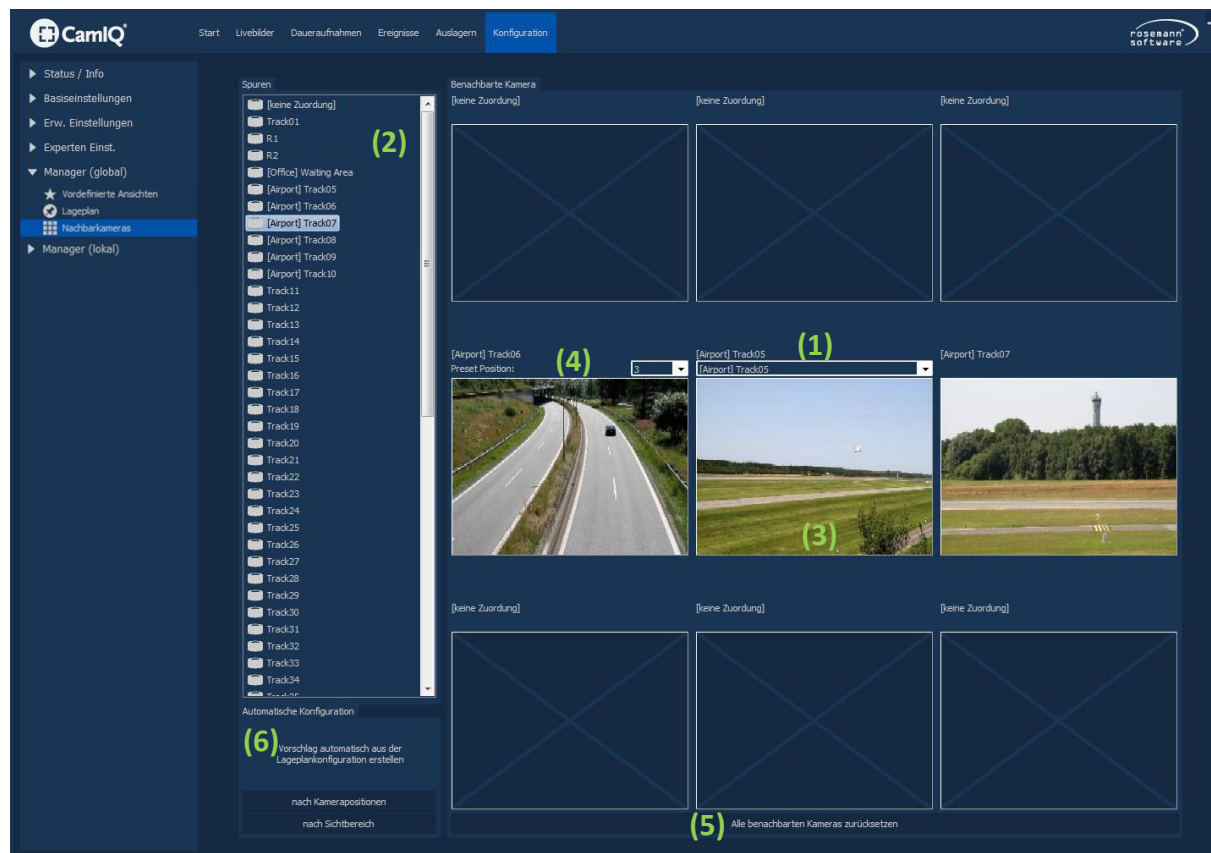 CamIQ
Start Livebilder Daueraufnahmen Ereignisse Auslagern Konfiguration
rosemann
software
Status / Info
Basiseinstellungen
Erw. Einstellungen
Experten Einst.
Manager (global)
Vordefinierte Ansichten
Lageplan
Nachbarkameras
Manager (lokal)
Spuren
[keine Zuordung]
Track01
(2)
R1
R2
[Office] Waiting Area
[Airport] Track05
[Airport] Track06
[Airport] Track07
[Airport] Track08
[Airport] Track09
[Airport] Track10
Track11
Track12
Track13
Track14
Track15
Track16
Track17
Track18
Track19
Track20
Track21
Track22
Track23
Track24
Track25
Track26
Track27
Track28
Track29
Track30
Track31
Track32
Track33
Track34
Automatische Konfiguration
(6)
Vorschlag automatisch aus der
Lageplankonfiguration erstellen
nach Kamerapositionen
nach Sichtbereich
Benachbarte Kamera
[keine Zuordung] [keine Zuordung] [keine Zuordung]
[Airport] Track06 (4) [Airport] Track05 (1) [Airport] Track07
Preset Position: 3 [Airport] Track05
(3)
[keine Zuordung] [keine Zuordung] [keine Zuordung]
(5) Alle benachbarten Kameras zurücksetzen